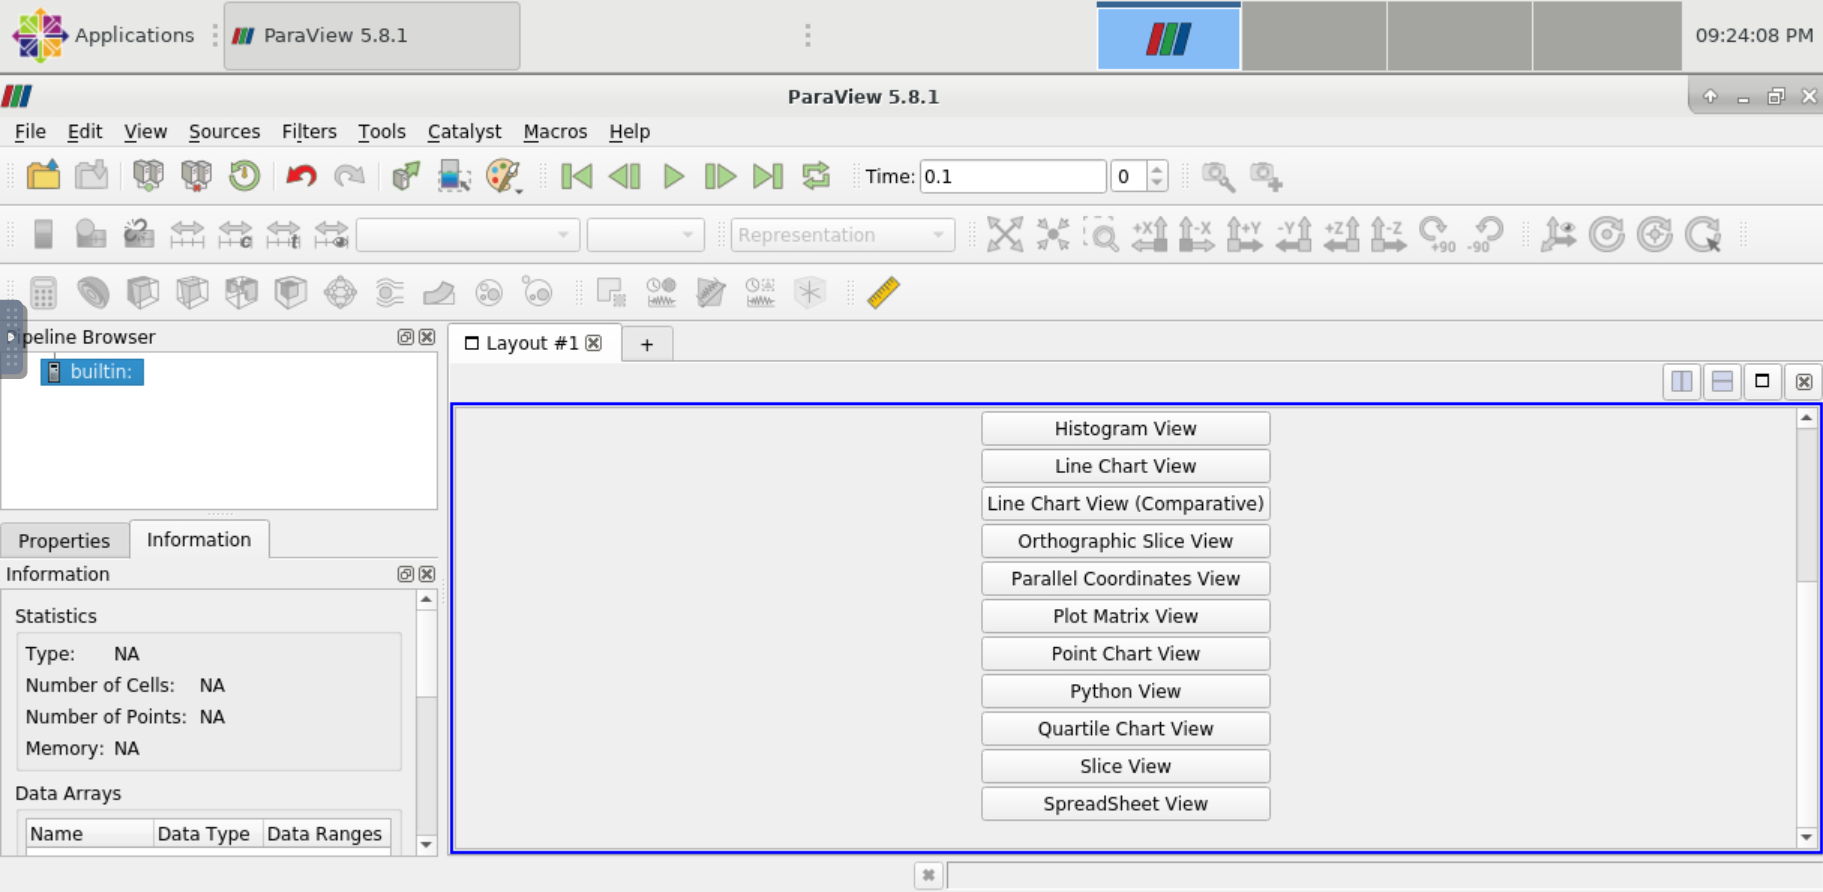 Applications
ParaView 5.8.1
09:24:08 PM
ParaView 5.8.1
File Edit View Sources Filters Tools Catalyst Macros Help
Time: 0.1 0
Representation
+X -X +Y -Y +Z -Z +90 -90
peline Browser
builtin:
Layout #1
+
Properties Information
Information
Statistics
Type: NA
Number of Cells: NA
Number of Points: NA
Memory: NA
Data Arrays
Name Data Type Data Ranges
Histogram View
Line Chart View
Line Chart View (Comparative)
Orthographic Slice View
Parallel Coordinates View
Plot Matrix View
Point Chart View
Python View
Quartile Chart View
Slice View
SpreadSheet View